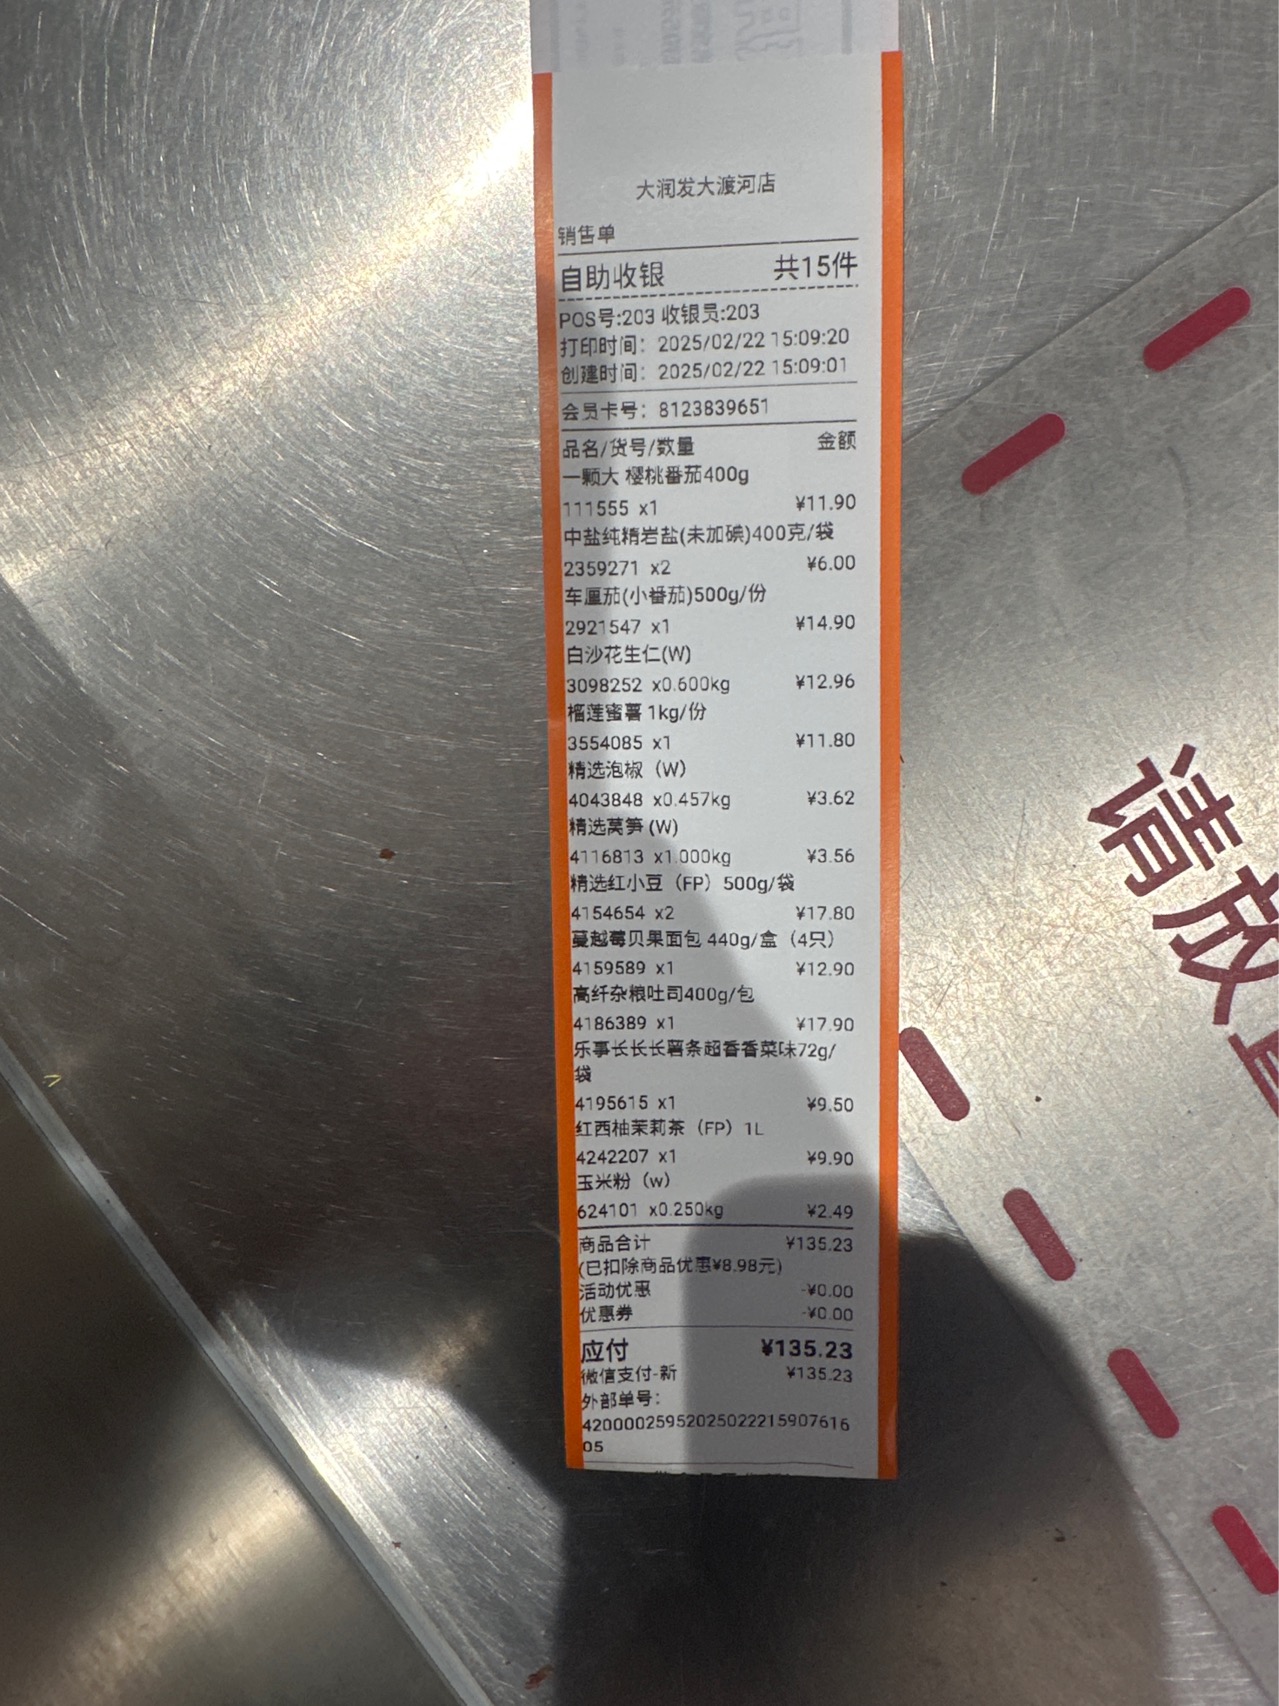 大润发大渡河店
销售单
自助收银 共15件
POS号:203 收银员:203
打印时间: 2025/02/22 15:09:20
创建时间: 2025/02/22 15:09:01
会员卡号: 8123839651
品名/货号/数量 金额
一颗大 樱桃番茄400g
111555 x1 ¥11.90
中盐纯精岩盐(未加碘)400克/袋
2359271 x2 ¥6.00
车厘茄(小番茄)500g/份
2921547 x1 ¥14.90
白沙花生仁(W)
3098252 x0.600kg ¥12.96
榴莲蜜薯 1kg/份
3554085 x1 ¥11.80
精选泡椒（W）
4043848 x0.457kg ¥3.62
精选莴笋 (W)
4116813 x1.000kg ¥3.56
精选红小豆（FP）500g/袋
4154654 x2 ¥17.80
蔓越莓贝果面包 440g/盒（4只）
4159589 x1 ¥12.90
高纤杂粮吐司400g/包
4186389 x1 ¥17.90
乐事长长长薯条超香香菜味72g/
袋
4195615 x1 ¥9.50
红西柚茉莉茶（FP）1L
4242207 x1 ¥9.90
玉米粉（w）
624101 x0.250kg ¥2.49
商品合计 ¥135.23
(已扣除商品优惠¥8.98元)
活动优惠 -¥0.00
优惠券 -¥0.00
应付 ¥135.23
微信支付-新 ¥135.23
外部单号:
42000025952025022215907616
05
请放置